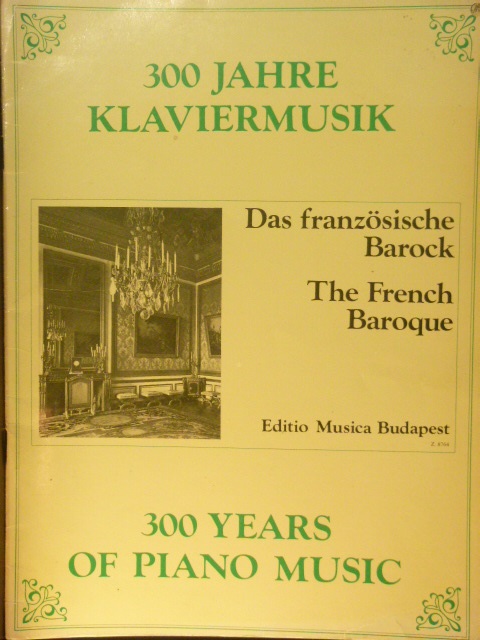 300 JAHRE
KLAVIERMUSIK
Das französische
Barock
The French
Baroque
Editio Musica Budapest
300 YEARS
OF PIANO MUSIC